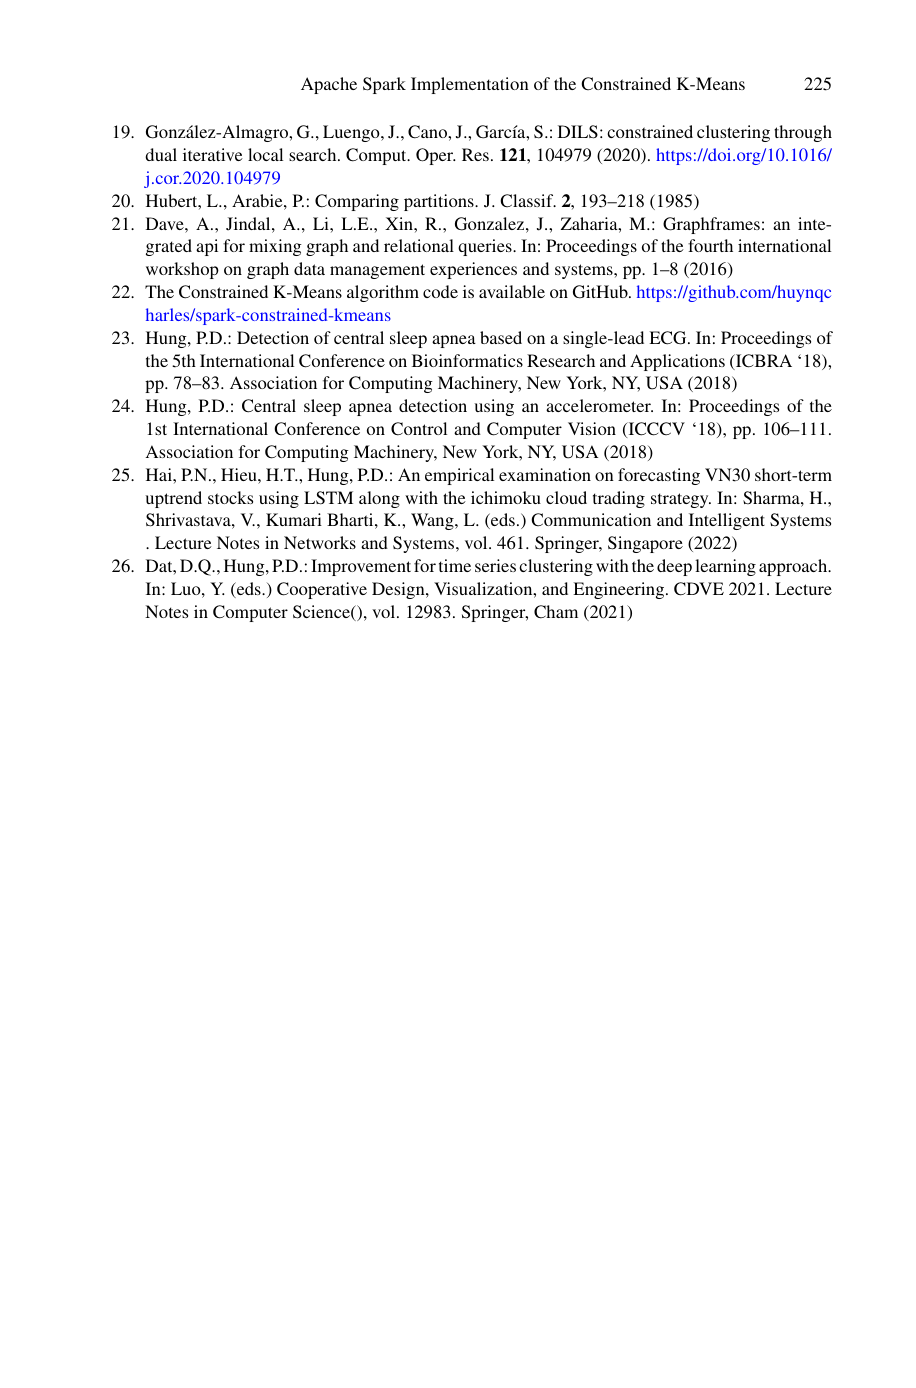 Apache Spark Implementation of the Constrained K-Means 225
19. González-Almagro, G., Luengo, J., Cano, J., García, S.: DILS: constrained clustering through
dual iterative local search. Comput. Oper. Res. 121, 104979 (2020). https://doi.org/10.1016/
j.cor.2020.104979
20. Hubert, L., Arabie, P.: Comparing partitions. J. Classif. 2, 193–218 (1985)
21. Dave, A., Jindal, A., Li, L.E., Xin, R., Gonzalez, J., Zaharia, M.: Graphframes: an inte-
grated api for mixing graph and relational queries. In: Proceedings of the fourth international
workshop on graph data management experiences and systems, pp. 1–8 (2016)
22. The Constrained K-Means algorithm code is available on GitHub. https://github.com/huynqc
harles/spark-constrained-kmeans
23. Hung, P.D.: Detection of central sleep apnea based on a single-lead ECG. In: Proceedings of
the 5th International Conference on Bioinformatics Research and Applications (ICBRA ‘18),
pp. 78–83. Association for Computing Machinery, New York, NY, USA (2018)
24. Hung, P.D.: Central sleep apnea detection using an accelerometer. In: Proceedings of the
1st International Conference on Control and Computer Vision (ICCCV ‘18), pp. 106–111.
Association for Computing Machinery, New York, NY, USA (2018)
25. Hai, P.N., Hieu, H.T., Hung, P.D.: An empirical examination on forecasting VN30 short-term
uptrend stocks using LSTM along with the ichimoku cloud trading strategy. In: Sharma, H.,
Shrivastava, V., Kumari Bharti, K., Wang, L. (eds.) Communication and Intelligent Systems
. Lecture Notes in Networks and Systems, vol. 461. Springer, Singapore (2022)
26. Dat, D.Q., Hung, P.D.: Improvement for time series clustering with the deep learning approach.
In: Luo, Y. (eds.) Cooperative Design, Visualization, and Engineering. CDVE 2021. Lecture
Notes in Computer Science(), vol. 12983. Springer, Cham (2021)